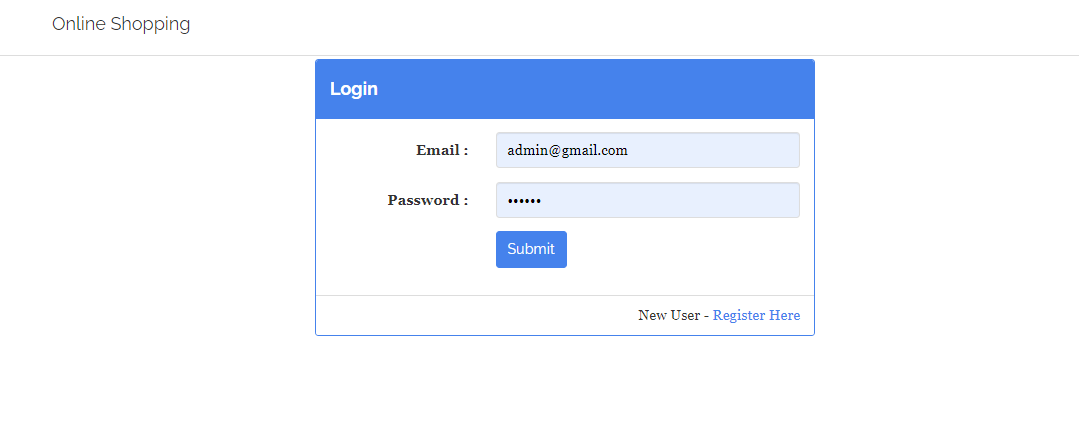 Online Shopping
Login
Email : admin@gmail.com
Password : ••••••
Submit
New User - Register Here